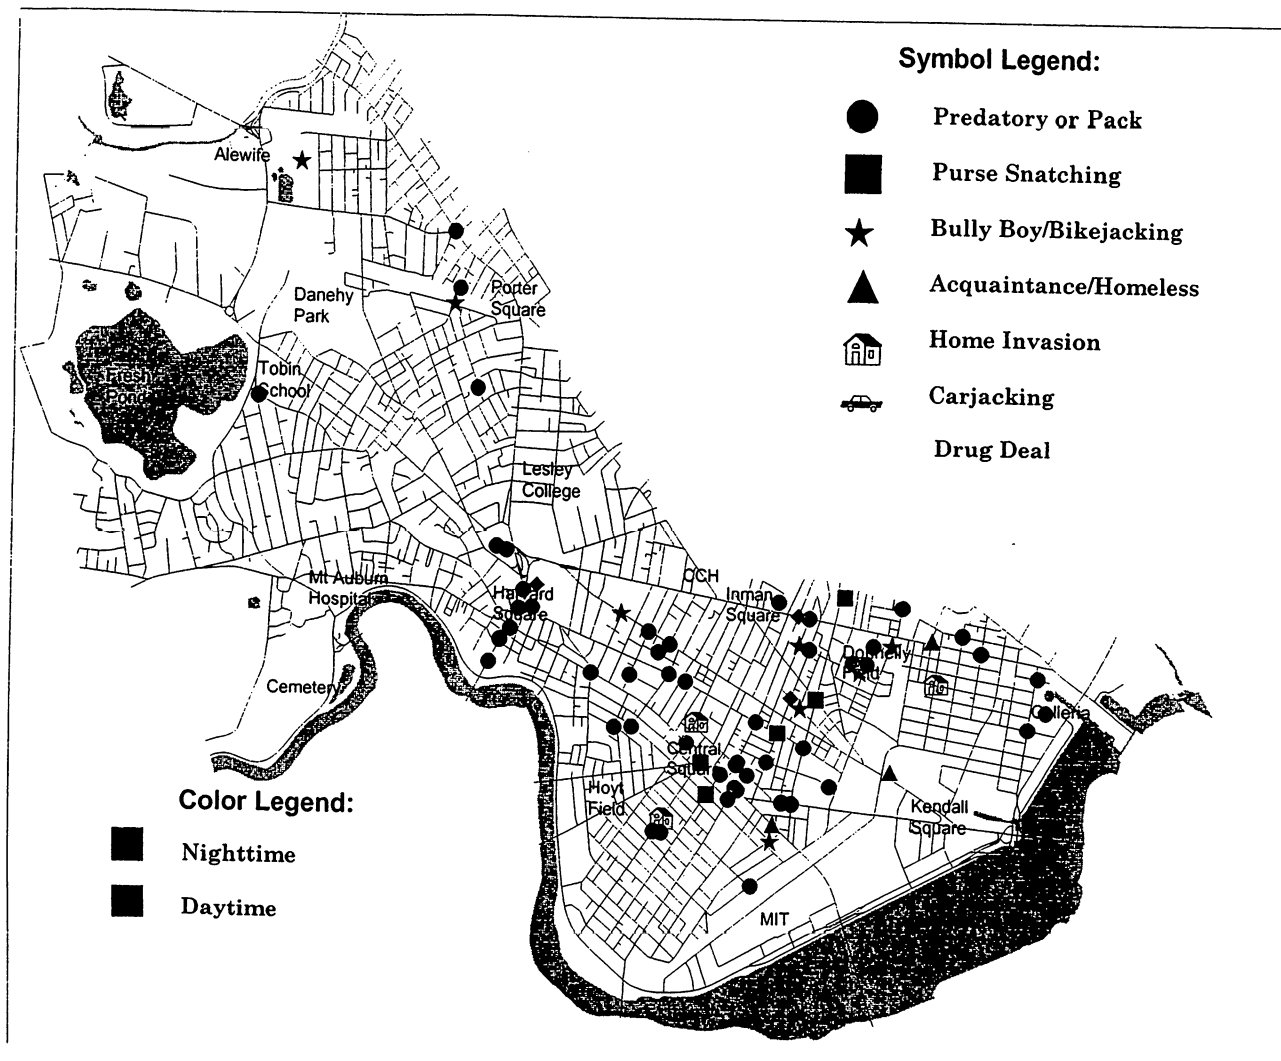 Symbol Legend:
Predatory or Pack
Purse Snatching
Bully Boy/Bikejacking
Acquaintance/Homeless
Home Invasion
Carjacking
Drug Deal
Alewife
Porter
Square
Danehy
Park
Tobin
School
Fresh
Pond
Lesley
College
Mt Auburn
Hospital
Harvard
Square
CCH
Inman
Square
Donnelly
Field
Cemetery
Galleria
Central
Square
Hoyt
Field
Kendall
Square
MIT
Color Legend:
Nighttime
Daytime